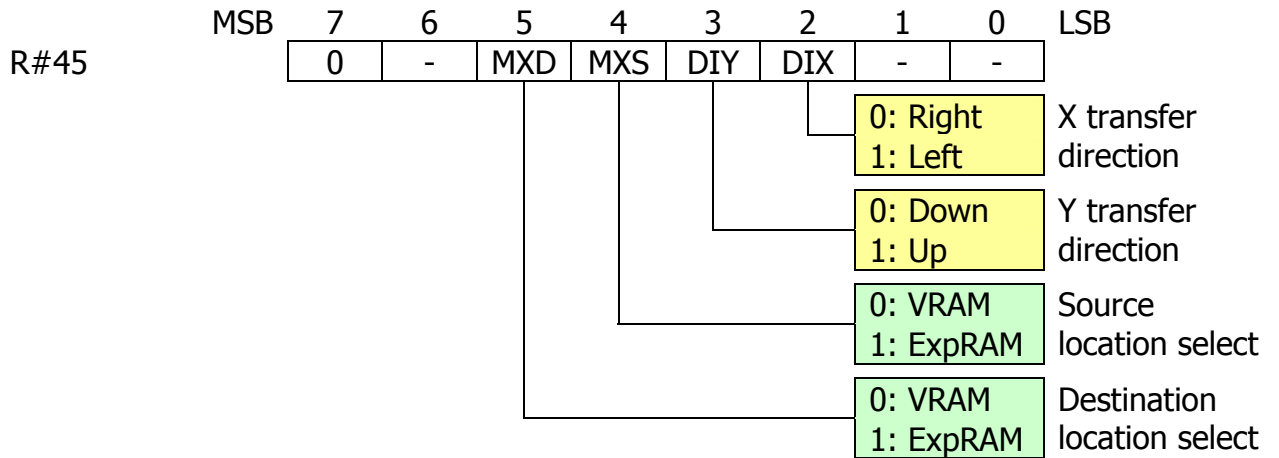 MSB 7 6 5 4 3 2 1 0 LSB
R#45 0 - MXD MXS DIY DIX - -
0: Right X transfer
1: Left direction
0: Down Y transfer
1: Up direction
0: VRAM Source
1: ExpRAM location select
0: VRAM Destination
1: ExpRAM location select